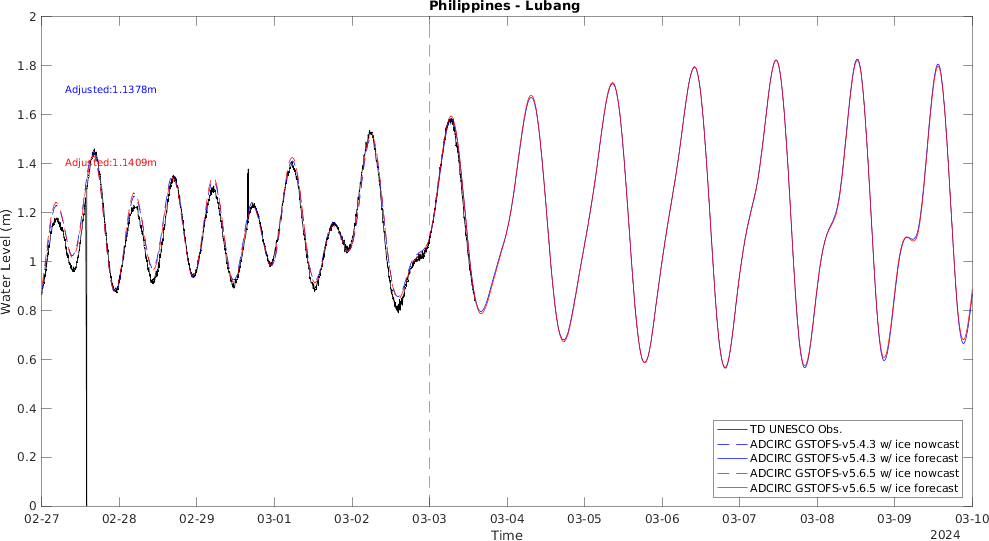 Philippines - Lubang
2
1.8
1.6
1.4
1.2
1
0.8
0.6
0.4
0.2
0
Water Level (m)
Adjusted:1.1378m
Adjusted:1.1409m
TD UNESCO Obs.
ADCIRC GSTOFS-v5.4.3 w/ ice nowcast
ADCIRC GSTOFS-v5.4.3 w/ ice forecast
ADCIRC GSTOFS-v5.6.5 w/ ice nowcast
ADCIRC GSTOFS-v5.6.5 w/ ice forecast
02-27 02-28 02-29 03-01 03-02 03-03 03-04 03-05 03-06 03-07 03-08 03-09 03-10
Time
2024